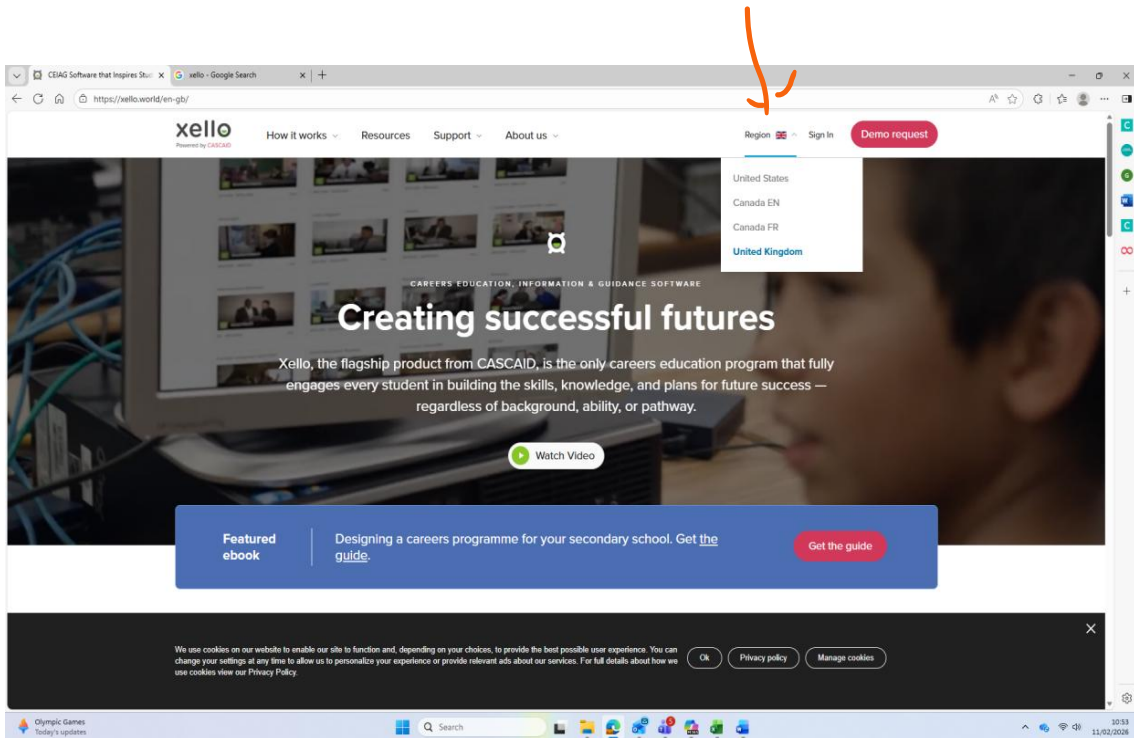 CEIAG Software that Inspires Stu
xello - Google Search
https://xello.world/en-gb/
xello
Powered by CASCAID
How it works
Resources
Support
About us
Region
Sign In
Demo request
United States
Canada EN
Canada FR
United Kingdom
CAREERS EDUCATION, INFORMATION & GUIDANCE SOFTWARE
Creating successful futures
Xello, the flagship product from CASCAID, is the only careers education program that fully
engages every student in building the skills, knowledge, and plans for future success —
regardless of background, ability, or pathway.
Watch Video
Featured
ebook
Designing a careers programme for your secondary school. Get the
guide.
Get the guide
We use cookies on our website to enable our site to function and, depending on your choices, to provide the best possible user experience. You can
change your settings at any time to allow us to personalize your experience or provide relevant ads about our services. For full details about how we
use cookies view our Privacy Policy.
Ok
Privacy policy
Manage cookies
Olympic Games
Today's updates
Search
10:53
11/02/2026